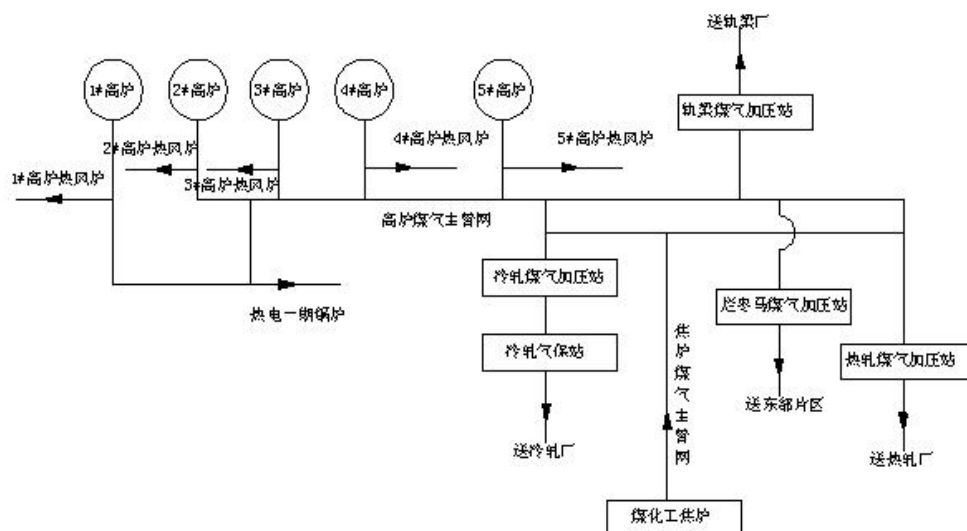 送轨梁厂
1#高炉
2#高炉
3#高炉
4#高炉
5#高炉
轨梁煤气加压站
2#高炉热风炉
4#高炉热风炉
5#高炉热风炉
1#高炉热风炉
3#高炉热风炉
高炉煤气主管网
冷轧煤气加压站
烂枣马煤气加压站
热电一期锅炉
冷轧气保站
焦炉煤气主管网
热轧煤气加压站
送东部片区
送冷轧厂
送热轧厂
煤化工焦炉